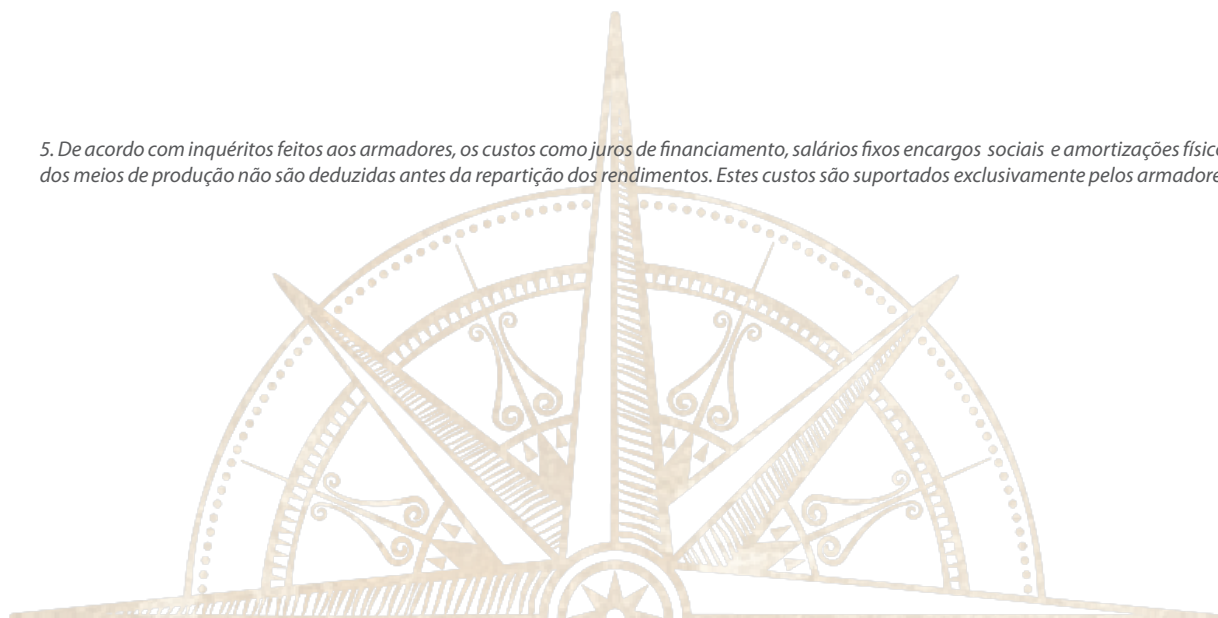 5. De acordo com inquéritos feitos aos armadores, os custos como juros de financiamento, salários fixos encargos sociais e amortizações físic
dos meios de produção não são deduzidas antes da repartição dos rendimentos. Estes custos são suportados exclusivamente pelos armadore